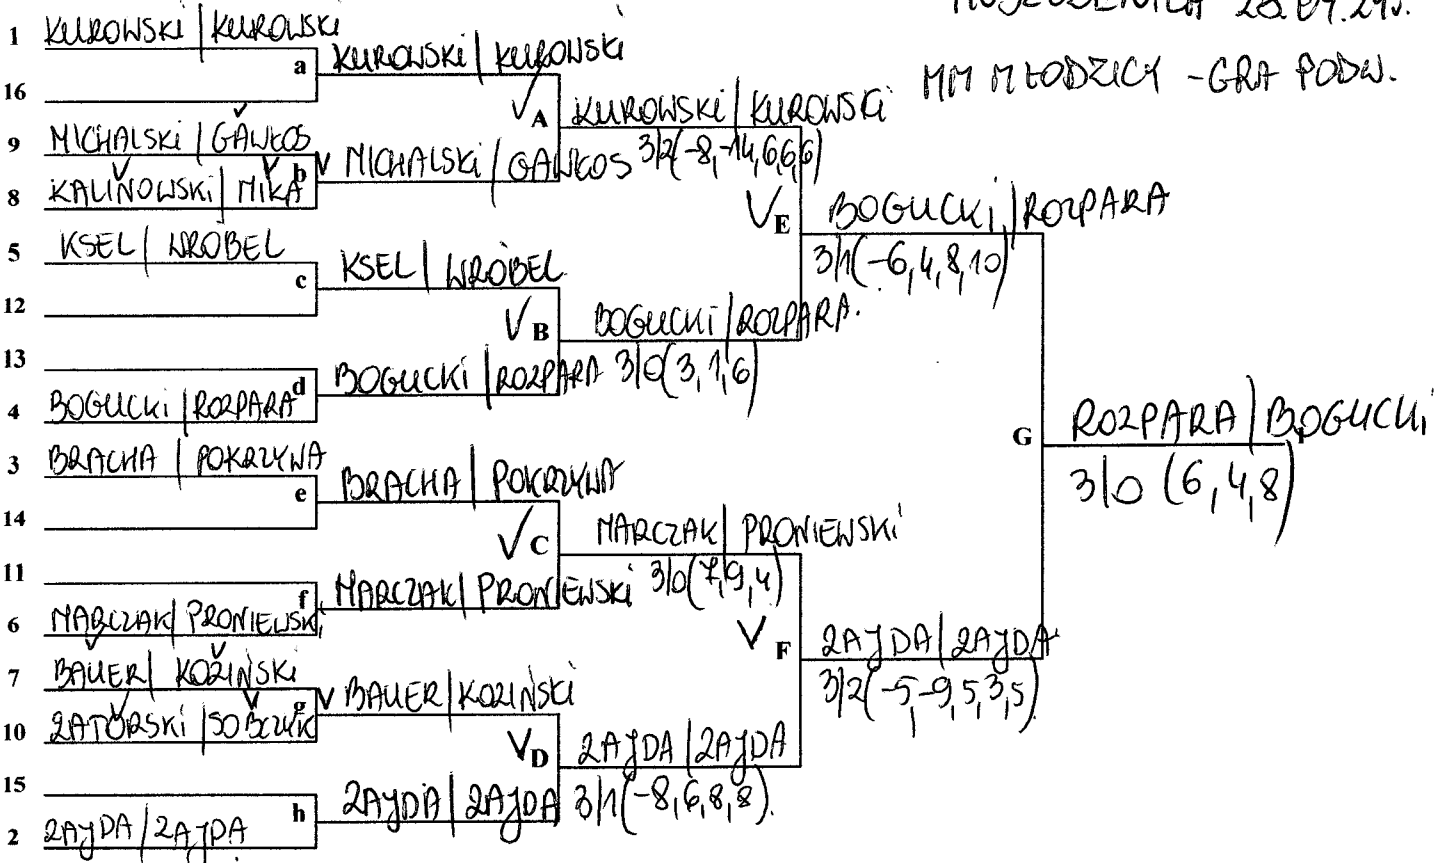 28.04.24r.
MM MŁODZICY - GRA PODW.
1 KUROWSKI | KUROWSKI
a KUROWSKI | KUROWSKI
16
A KUROWSKI | KUROWSKI
3/2 (-8, -14, 6, 6, 6)
9 MICHALSKI | GAWŁOS
b MICHALSKI | GAWŁOS
8 KALINOWSKI | MIKA
E BOGUCKI | ROZPARA
3/1 (-6, 4, 8, 10)
5 KSEL | WRÓBEL
c KSEL | WRÓBEL
12
B BOGUCKI | ROZPARA.
3/0 (3, 1, 6)
13
d BOGUCKI | ROZPARA
4 BOGUCKI | ROZPARA
G ROZPARA | BOGUCKI
3/0 (6, 4, 8)
3 BRACHA | POKRZYWA
e BRACHA | POKRZYWA
14
C MARCZAK | PRONIEWSKI
3/0 (7, 9, 4)
11
f MARCZAK | PRONIEWSKI
6 MARCZAK | PRONIEWSKI
F ZAJDA | ZAJDA
3/2 (-5, -9, 5, 3, 5)
7 BAUER | KOZIŃSKI
g BAUER | KOZIŃSKI
10 ZATORSKI | SOBCZYK
D ZAJDA | ZAJDA
3/1 (-8, 6, 8, 8).
15
h ZAJDA | ZAJDA
2 ZAJDA | ZAJDA